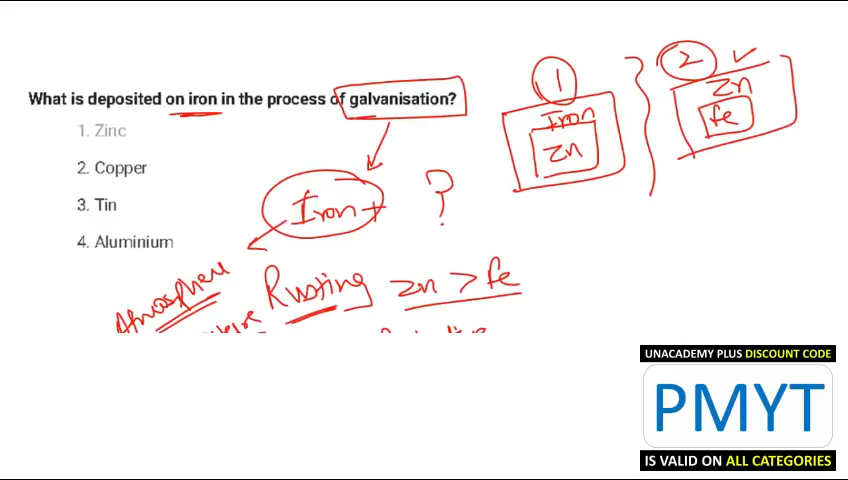 What is deposited on iron in the process of galvanisation?
1. Zinc
2. Copper
3. Tin
4. Aluminium
1
Iron
Zn
2
Zn
fe
Iron +
?
Atmosphere
Rusting
Zn > fe
UNACADEMY PLUS DISCOUNT CODE
PMYT
IS VALID ON ALL CATEGORIES